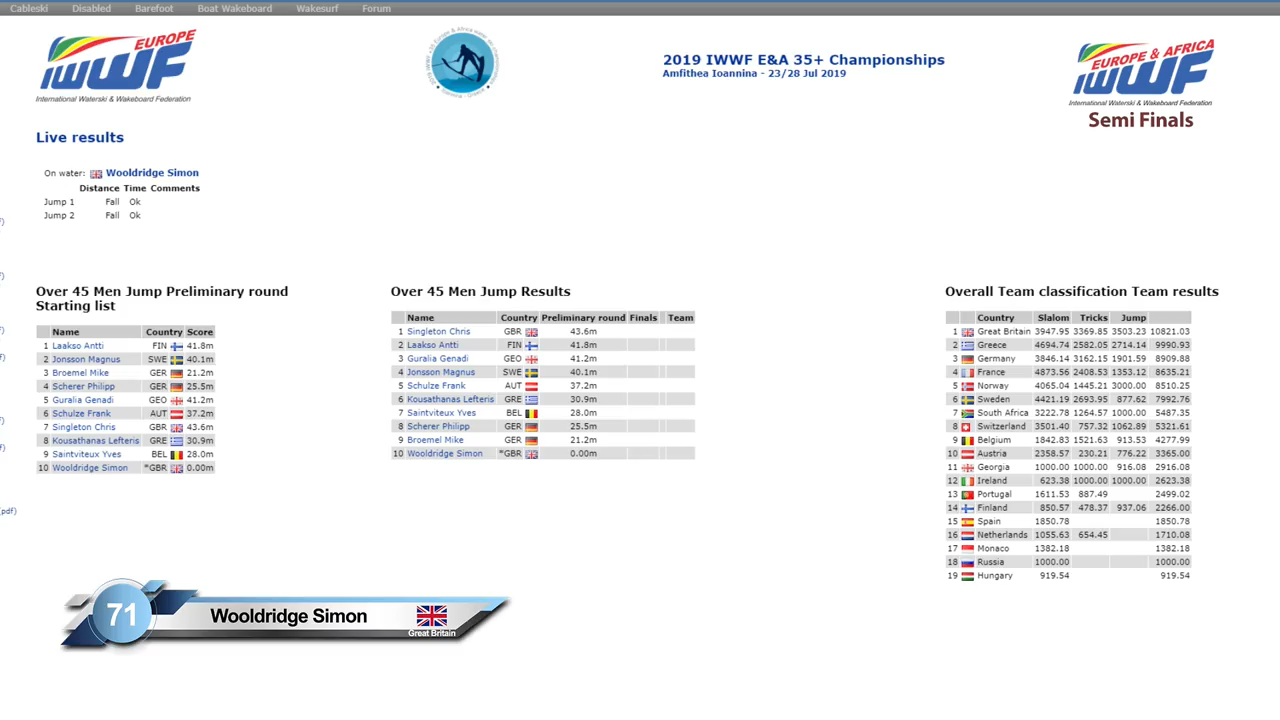 Cableski Disabled Barefoot Boat Wakeboard Wakesurf Forum
EUROPE
IWWF
International Waterski & Wakeboard Federation
2019 IWWF E&A 35+ Championships
Amfithea Ioannina - 23/28 Jul 2019
EUROPE & AFRICA
IWWF
International Waterski & Wakeboard Federation
Semi Finals
Live results
On water: Wooldridge Simon
Distance Time Comments
Jump 1 Fall Ok
Jump 2 Fall Ok
Over 45 Men Jump Preliminary round
Starting list
Name Country Score
1 Laakso Antti FIN 41.8m
2 Jonsson Magnus SWE 40.1m
3 Broemel Mike GER 21.2m
4 Scherer Philipp GER 25.5m
5 Guralia Genadi GEO 41.2m
6 Schulze Frank AUT 37.2m
7 Singleton Chris GBR 43.6m
8 Kousathanas Lefteris GRE 30.9m
9 Saintviteux Yves BEL 28.0m
10 Wooldridge Simon *GBR 0.00m
Over 45 Men Jump Results
Name Country Preliminary round Finals Team
1 Singleton Chris GBR 43.6m
2 Laakso Antti FIN 41.8m
3 Guralia Genadi GEO 41.2m
4 Jonsson Magnus SWE 40.1m
5 Schulze Frank AUT 37.2m
6 Kousathanas Lefteris GRE 30.9m
7 Saintviteux Yves BEL 28.0m
8 Scherer Philipp GER 25.5m
9 Broemel Mike GER 21.2m
10 Wooldridge Simon *GBR 0.00m
Overall Team classification Team results
Country Slalom Tricks Jump
1 Great Britain 3947.95 3369.85 3503.23 10821.03
2 Greece 4694.74 2582.05 2714.14 9990.93
3 Germany 3846.14 3162.15 1901.59 8909.88
4 France 4873.56 2408.53 1353.12 8635.21
5 Norway 4065.04 1445.21 3000.00 8510.25
6 Sweden 4421.19 2693.95 877.62 7992.76
7 South Africa 3222.78 1264.57 1000.00 5487.35
8 Switzerland 3501.40 757.32 1062.89 5321.61
9 Belgium 1842.83 1521.63 913.53 4277.99
10 Austria 2358.57 230.21 776.22 3365.00
11 Georgia 1000.00 1000.00 916.08 2916.08
12 Ireland 623.38 1000.00 1000.00 2623.38
13 Portugal 1611.53 887.49 2499.02
14 Finland 850.57 478.37 937.06 2266.00
15 Spain 1850.78 1850.78
16 Netherlands 1055.63 654.45 1710.08
17 Monaco 1382.18 1382.18
18 Russia 1000.00 1000.00
19 Hungary 919.54 919.54
(pdf)
71 Wooldridge Simon
Great Britain